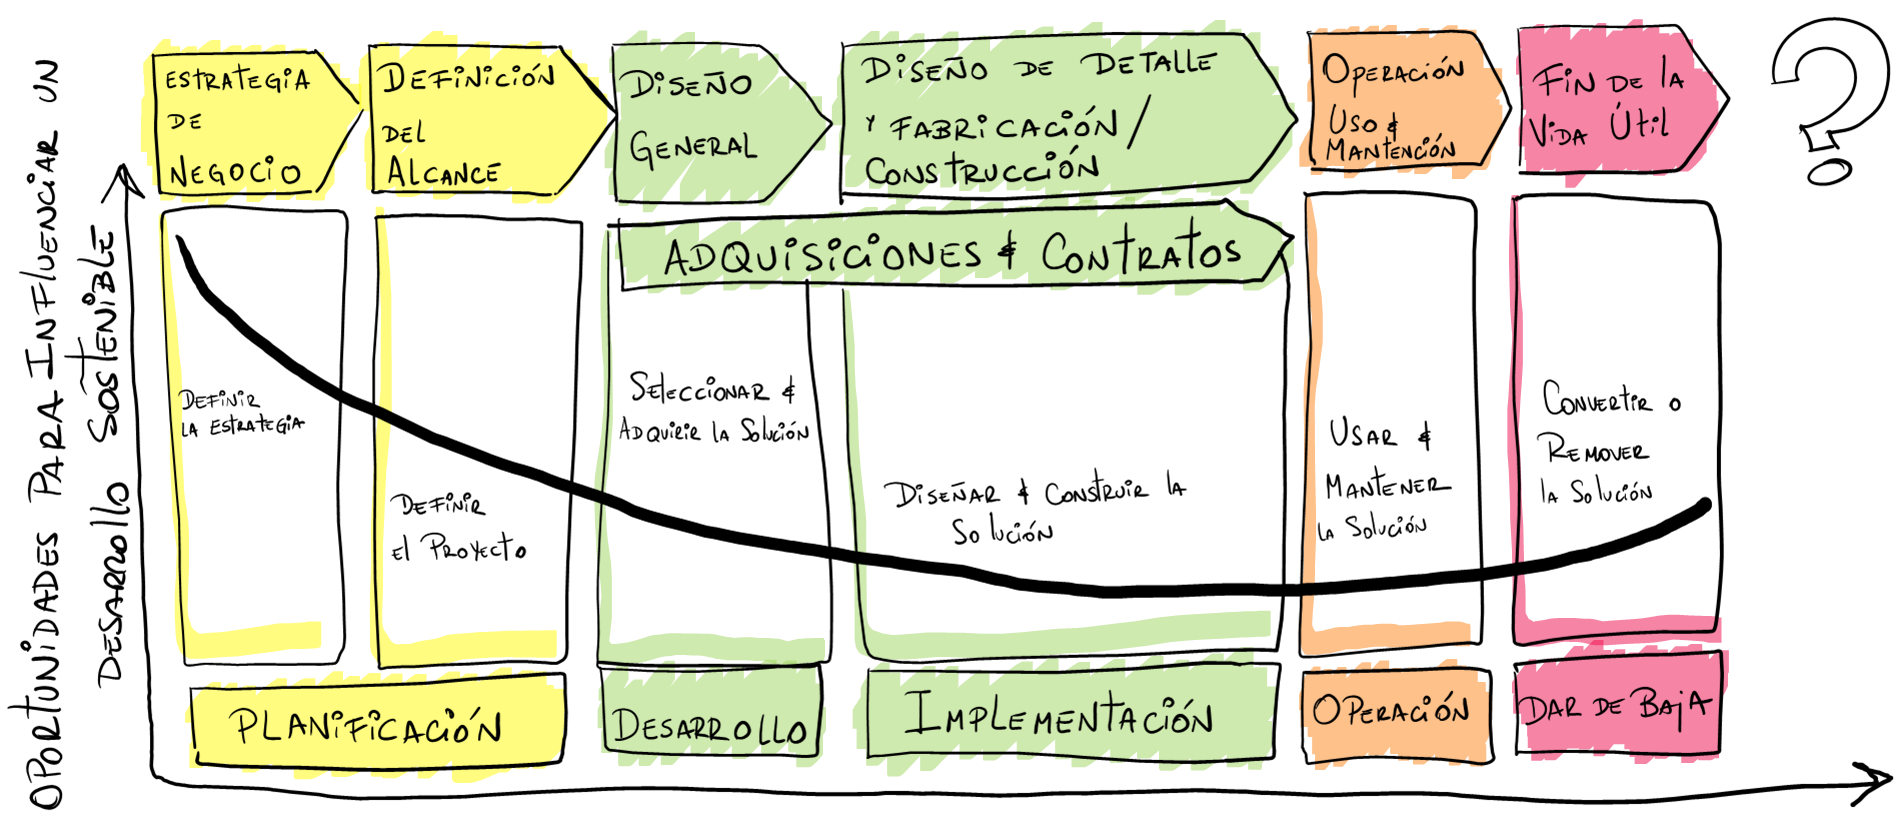 OPORTUNIDADES PARA INFLUENCIAR UN
DESARROLLO SOSTENIBLE
ESTRATEGIA
DE
NEGOCIO
DEFINICIÓN
DEL
ALCANCE
DISEÑO
GENERAL
DISEÑO DE DETALLE
Y FABRICACIÓN/
CONSTRUCCIÓN
OPERACIÓN
USO &
MANTENCIÓN
FIN DE LA
VIDA ÚTIL
?
ADQUISICIONES & CONTRATOS
DEFINIR
LA ESTRATEGIA
DEFINIR
EL PROYECTO
SELECCIONAR &
ADQUIRIR LA SOLUCIÓN
DISEÑAR & CONSTRUIR LA
SOLUCIÓN
USAR &
MANTENER
LA SOLUCIÓN
CONVERTIR O
REMOVER
LA SOLUCIÓN
PLANIFICACIÓN
DESARROLLO
IMPLEMENTACIÓN
OPERACIÓN
DAR DE BAJA